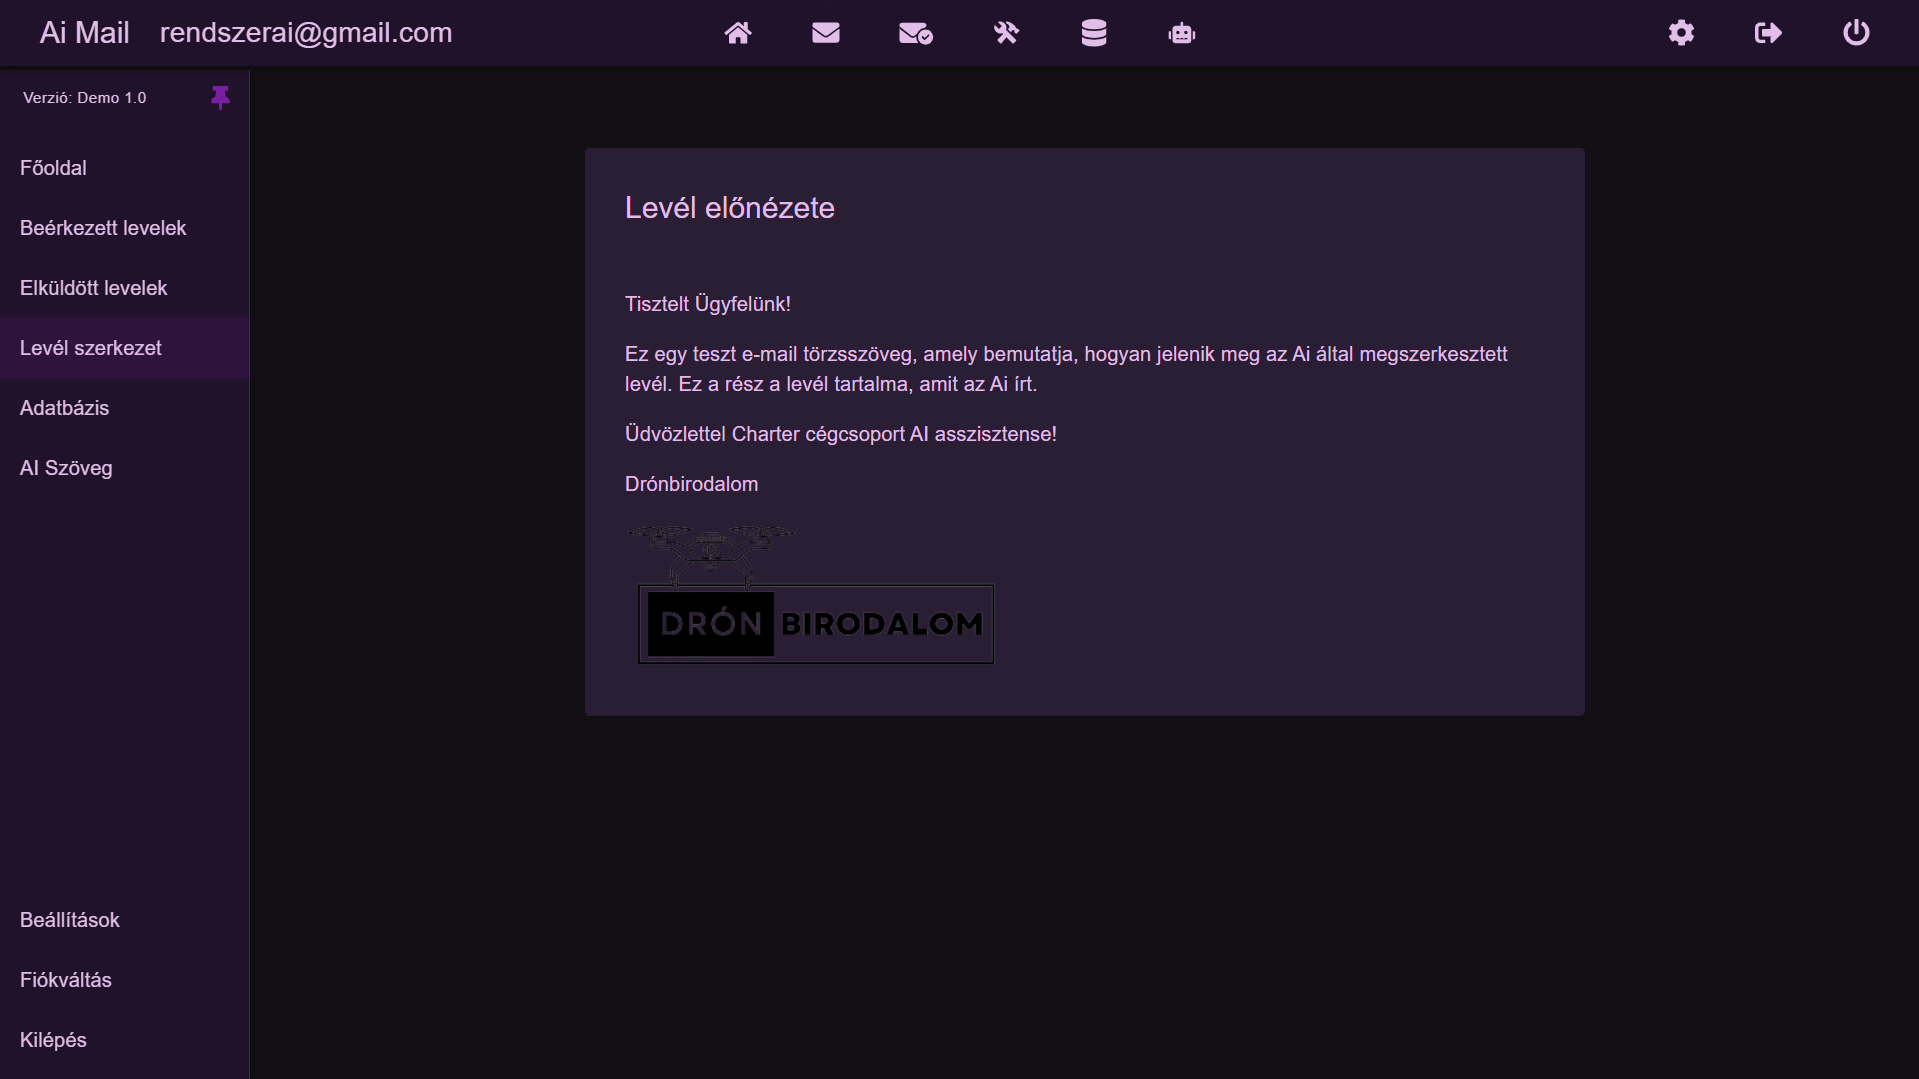 Ai Mail rendszerai@gmail.com
Verzió: Demo 1.0
Főoldal
Beérkezett levelek
Elküldött levelek
Levél szerkezet
Adatbázis
AI Szöveg
Beállítások
Fiókváltás
Kilépés
Levél előnézete
Tisztelt Ügyfelünk!
Ez egy teszt e-mail törzsszöveg, amely bemutatja, hogyan jelenik meg az Ai által megszerkesztett
levél. Ez a rész a levél tartalma, amit az Ai írt.
Üdvözlettel Charter cégcsoport AI asszisztense!
Drónbirodalom
DRÓN BIRODALOM